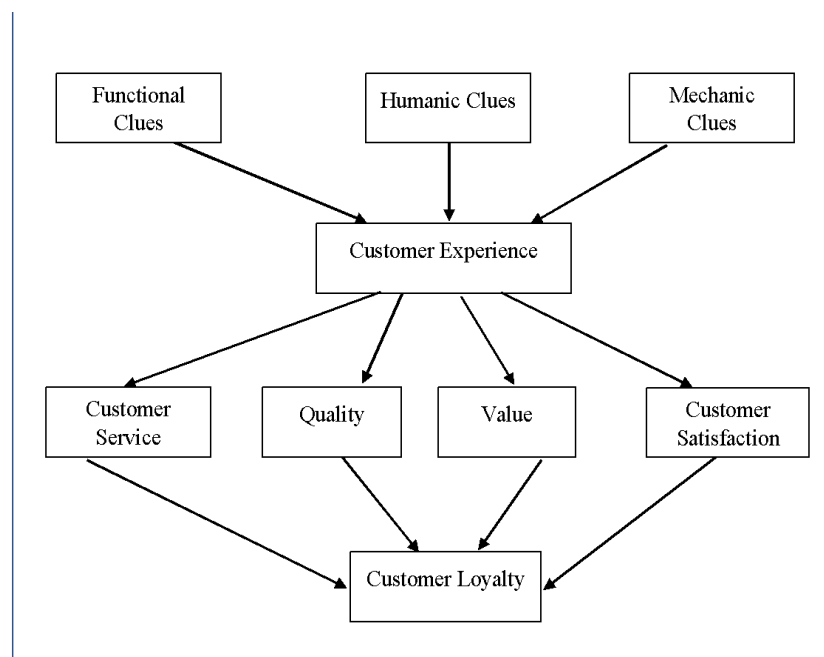 Functional
Clues
Humanic Clues
Mechanic
Clues
Customer Experience
Customer
Service
Quality
Value
Customer
Satisfaction
Customer Loyalty